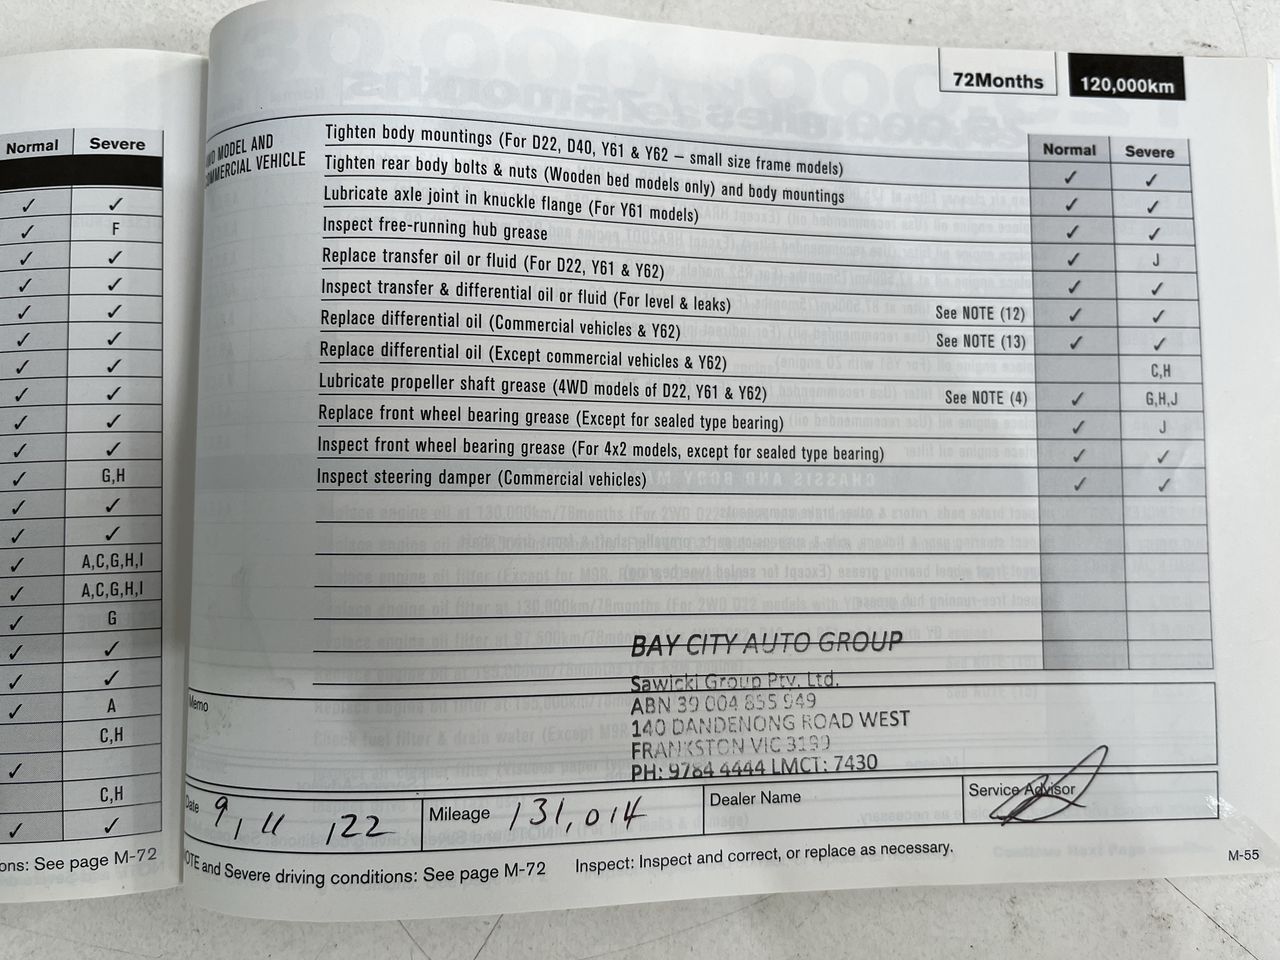 Normal Severe
✓ ✓
✓ F
✓ ✓
✓ ✓
✓ ✓
✓ ✓
✓ ✓
✓ ✓
✓ ✓
✓ ✓
✓ G,H
✓ ✓
✓ ✓
✓ A,C,G,H,I
✓ A,C,G,H,I
✓ G
✓ ✓
✓ ✓
✓ A
C,H
✓
C,H
✓ ✓
ons: See page M-72
72Months 120,000km
MODEL AND
COMMERCIAL VEHICLE
Normal Severe
Tighten body mountings (For D22, D40, Y61 & Y62 – small size frame models) ✓ ✓
Tighten rear body bolts & nuts (Wooden bed models only) and body mountings ✓ ✓
Lubricate axle joint in knuckle flange (For Y61 models) ✓ ✓
Inspect free-running hub grease ✓ J
Replace transfer oil or fluid (For D22, Y61 & Y62) ✓ ✓
Inspect transfer & differential oil or fluid (For level & leaks) See NOTE (12) ✓ ✓
Replace differential oil (Commercial vehicles & Y62) See NOTE (13) ✓ ✓
Replace differential oil (Except commercial vehicles & Y62) C,H
Lubricate propeller shaft grease (4WD models of D22, Y61 & Y62) See NOTE (4) ✓ G,H,J
Replace front wheel bearing grease (Except for sealed type bearing) ✓ J
Inspect front wheel bearing grease (For 4x2 models, except for sealed type bearing) ✓ ✓
Inspect steering damper (Commercial vehicles) ✓ ✓
BAY CITY AUTO GROUP
Sawicki Group Pty. Ltd.
ABN 39 004 855 949
140 DANDENONG ROAD WEST
FRANKSTON VIC 3199
PH: 9784 4444 LMCT: 7430
Memo
Date 9, 11, 22 Mileage 131,014 Dealer Name Service Advisor
NOTE and Severe driving conditions: See page M-72 Inspect: Inspect and correct, or replace as necessary.
M-55